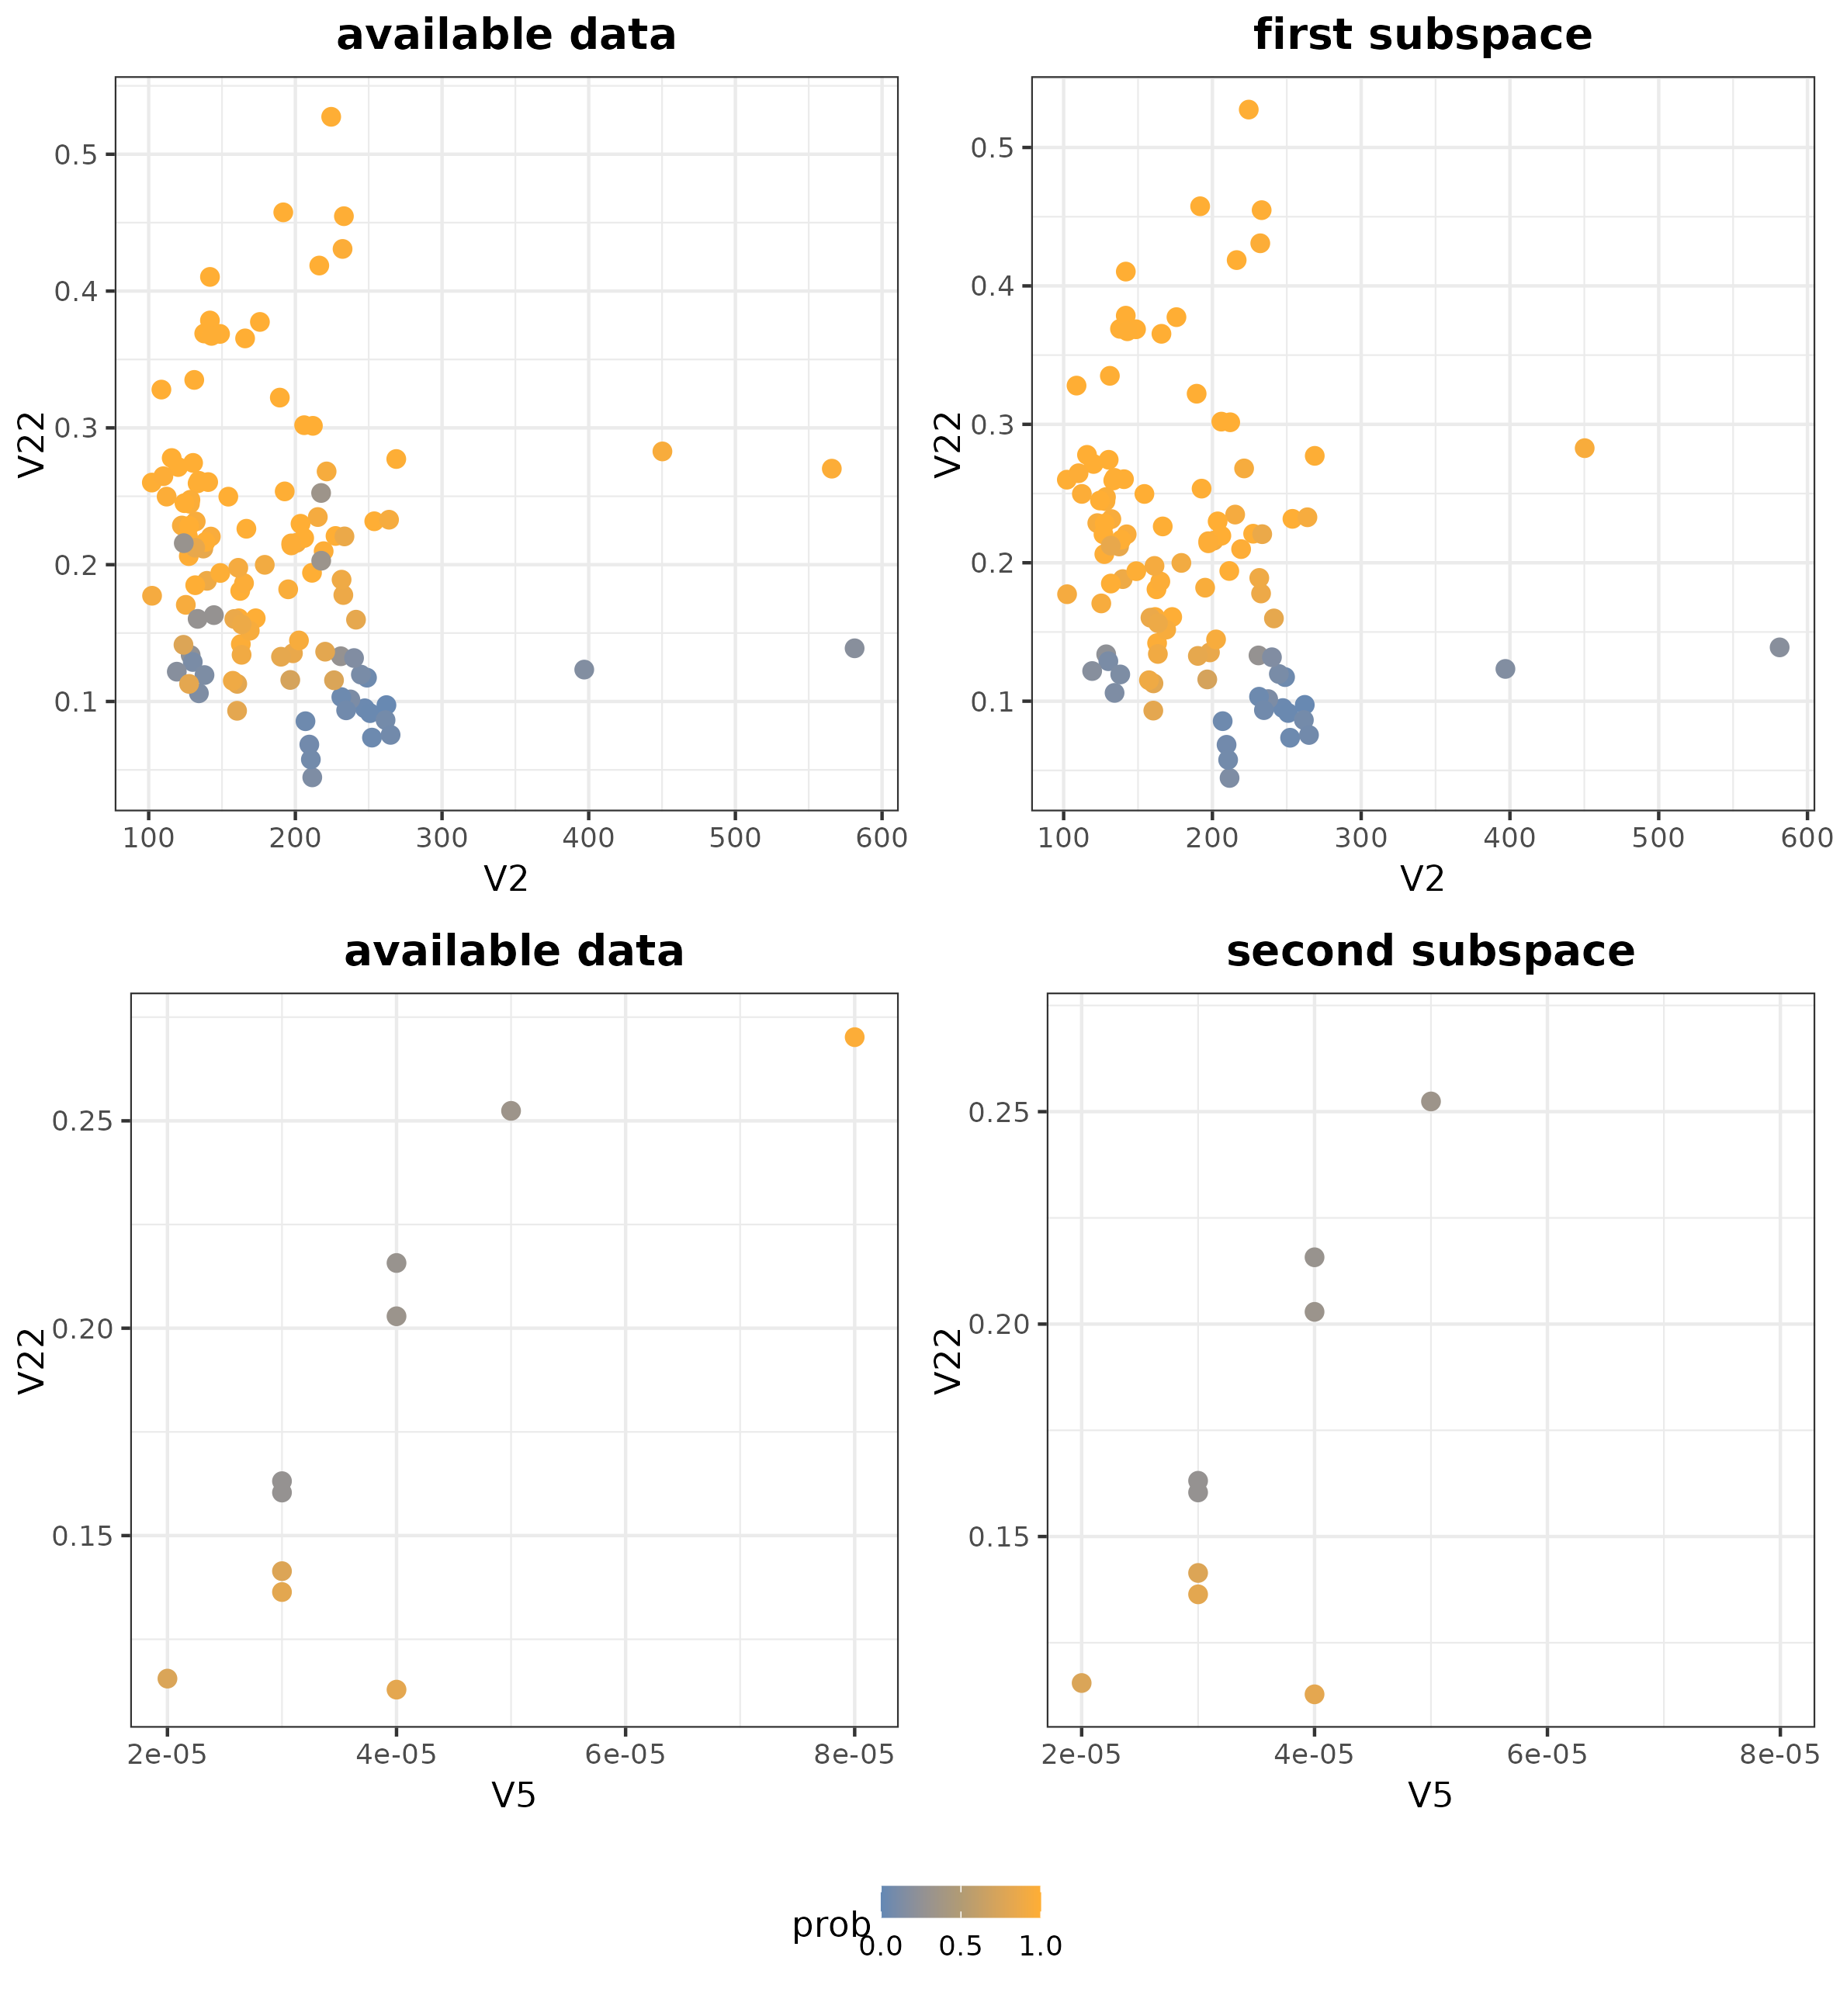 available data
first subspace
0.5
0.4
0.3
0.2
0.1
V22
100 200 300 400 500 600
V2
0.5
0.4
0.3
0.2
0.1
V22
100 200 300 400 500 600
V2
available data
second subspace
0.25
0.20
0.15
V22
2e-05 4e-05 6e-05 8e-05
V5
0.25
0.20
0.15
V22
2e-05 4e-05 6e-05 8e-05
V5
prob
0.0 0.5 1.0